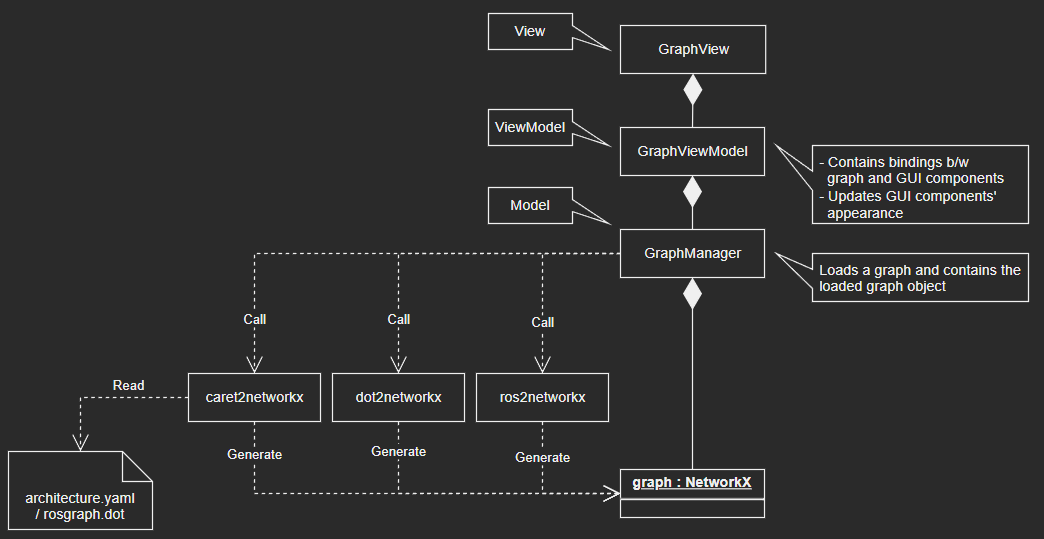 View
GraphView
ViewModel
GraphViewModel
- Contains bindings b/w
graph and GUI components
- Updates GUI components'
appearance
Model
GraphManager
Loads a graph and contains the
loaded graph object
Call
Call
Call
Read
caret2networkx
dot2networkx
ros2networkx
Generate
Generate
Generate
graph : NetworkX
architecture.yaml
/ rosgraph.dot